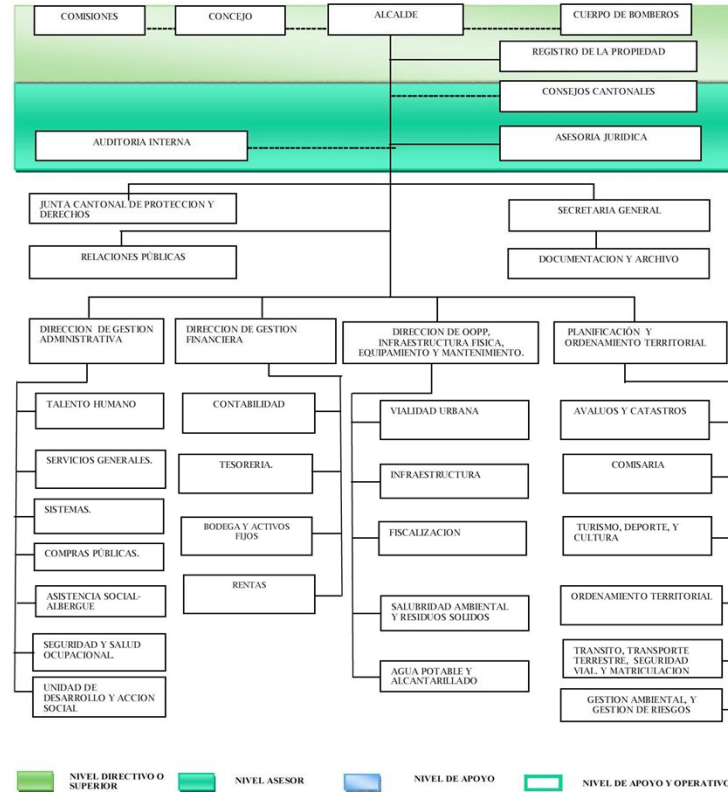 COMISIONES
CONCEJO
ALCALDE
CUERPO DE BOMBEROS
REGISTRO DE LA PROPIEDAD
CONSEJOS CANTONALES
AUDITORIA INTERNA
ASESORIA JURIDICA
JUNTA CANTONAL DE PROTECCION Y
DERECHOS
SECRETARIA GENERAL
RELACIONES PÚBLICAS
DOCUMENTACION Y ARCHIVO
DIRECCION DE GESTION
ADMINISTRATIVA
DIRECCION DE GESTION
FINANCIERA
DIRECCION DE OOPP,
INFRAESTRUCTURA FISICA,
EQUIPAMIENTO Y MANTENIMIENTO.
PLANIFICACIÓN Y
ORDENAMIENTO TERRITORIAL
TALENTO HUMANO
SERVICIOS GENERALES.
SISTEMAS.
COMPRAS PÚBLICAS.
ASISTENCIA SOCIAL-
ALBERGUE
SEGURIDAD Y SALUD
OCUPACIONAL.
UNIDAD DE
DESARROLLO Y ACCION
SOCIAL
CONTABILIDAD
TESORERIA.
BODEGA Y ACTIVOS
FIJOS
RENTAS
VIALIDAD URBANA
INFRAESTRUCTURA
FISCALIZACION
SALUBRIDAD AMBIENTAL
Y RESIDUOS SOLIDOS
AGUA POTABLE Y
ALCANTARILLADO
AVALUOS Y CATASTROS
COMISARIA
TURISMO, DEPORTE, Y
CULTURA
ORDENAMIENTO TERRITORIAL
TRANSITO, TRANSPORTE
TERRESTRE, SEGURIDAD
VIAL. Y MATRICULACION
GESTION AMBIENTAL, Y
GESTION DE RIESGOS
NIVEL DIRECTIVO O
SUPERIOR
NIVEL ASESOR
NIVEL DE APOYO
NIVEL DE APOYO Y OPERATIVO